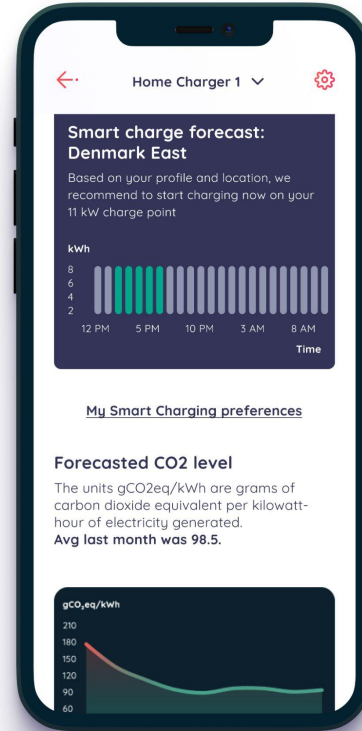 Home Charger 1
Smart charge forecast:
Denmark East
Based on your profile and location, we
recommend to start charging now on your
11 kW charge point
kWh
8
6
4
2
12 PM 5 PM 10 PM 3 AM 8 AM
Time
My Smart Charging preferences
Forecasted CO2 level
The units gCO2eq/kWh are grams of
carbon dioxide equivalent per kilowatt-
hour of electricity generated.
Avg last month was 98.5.
gCO₂eq/kWh
210
180
150
120
90
60